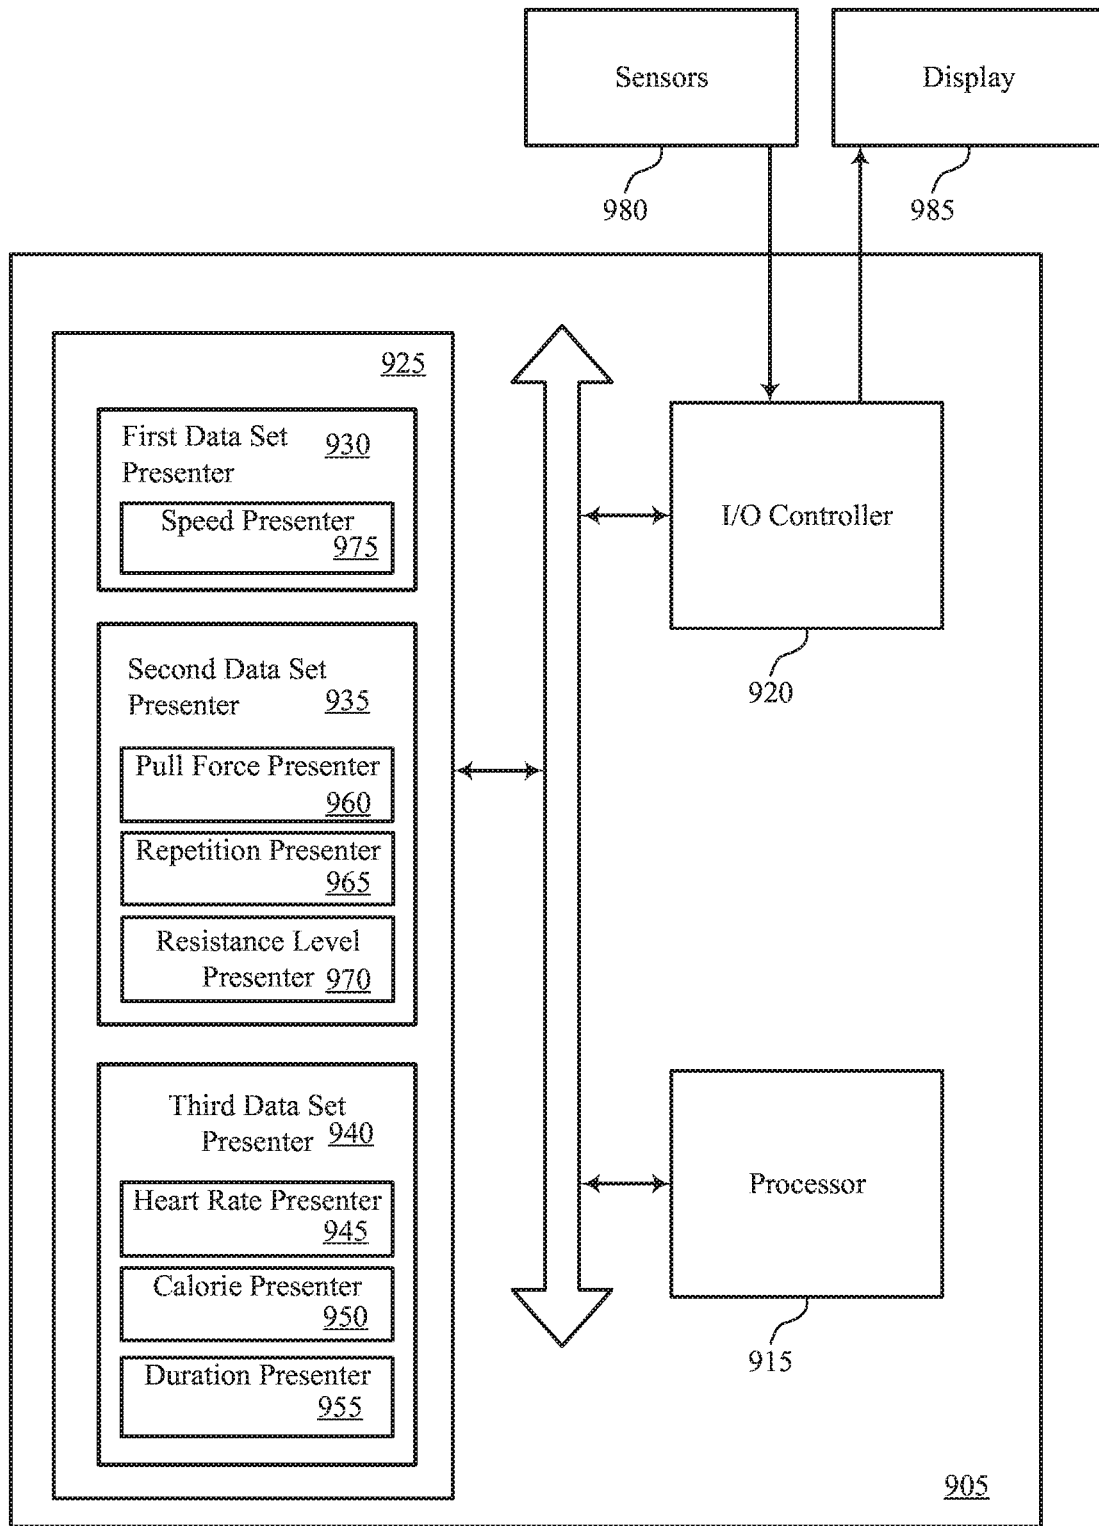 Sensors
Display
980
985
925
First Data Set
930
Presenter
Speed Presenter
975
I/O Controller
920
Second Data Set
935
Presenter
Pull Force Presenter
960
Repetition Presenter
965
Resistance Level
Presenter 970
Third Data Set
Presenter 940
Heart Rate Presenter
945
Calorie Presenter
950
Duration Presenter
955
Processor
915
905